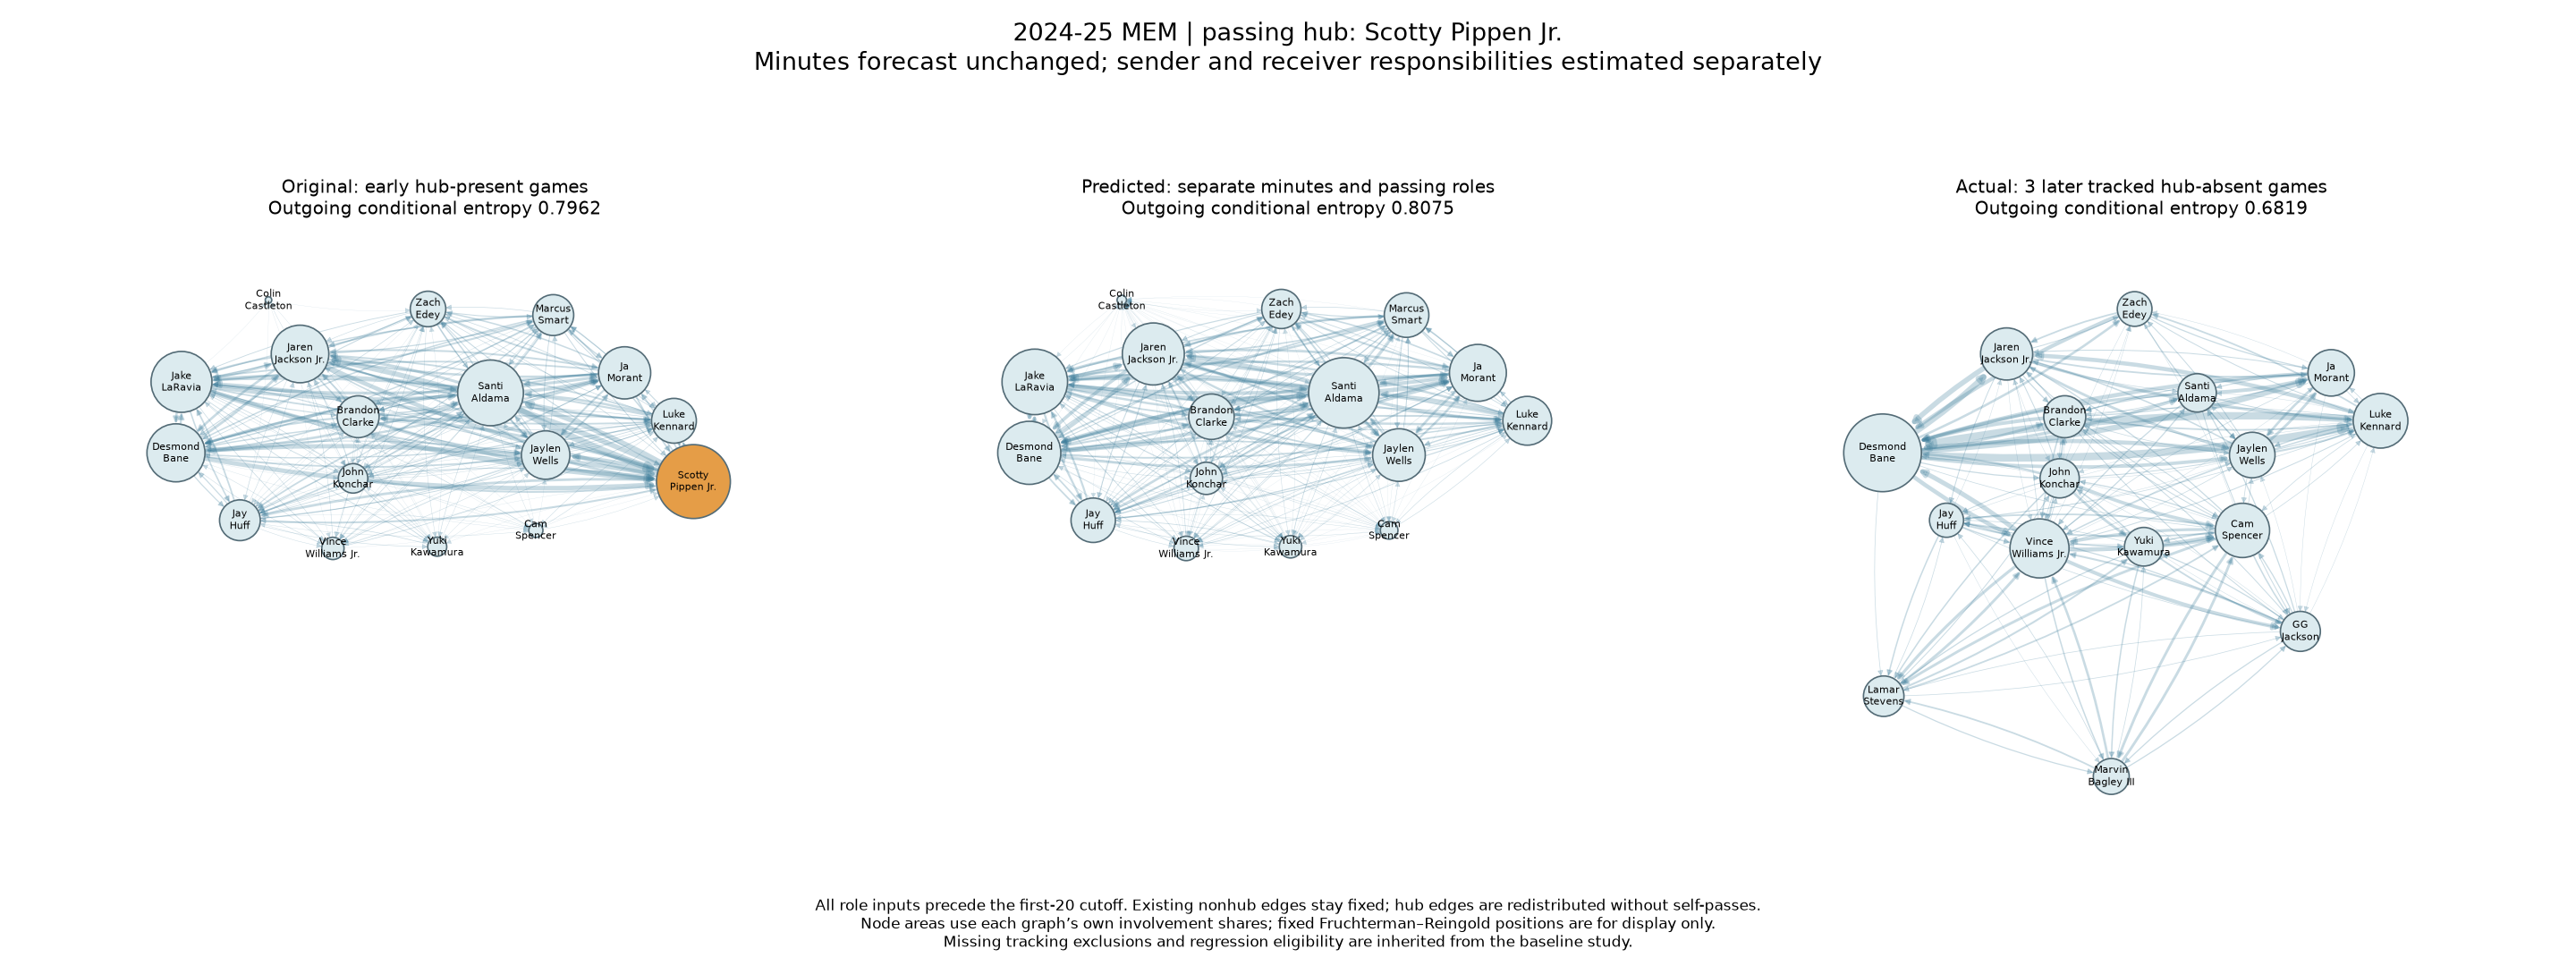 2024-25 MEM | passing hub: Scotty Pippen Jr.
Minutes forecast unchanged; sender and receiver responsibilities estimated separately
Original: early hub-present games
Outgoing conditional entropy 0.7962
Colin
Castleton
Zach
Edey
Marcus
Smart
Jaren
Jackson Jr.
Jake
LaRavia
Ja
Morant
Santi
Aldama
Brandon
Clarke
Luke
Kennard
Desmond
Bane
Jaylen
Wells
John
Konchar
Scotty
Pippen Jr.
Jay
Huff
Cam
Spencer
Vince
Williams Jr.
Yuki
Kawamura
Predicted: separate minutes and passing roles
Outgoing conditional entropy 0.8075
Colin
Castleton
Zach
Edey
Marcus
Smart
Jaren
Jackson Jr.
Jake
LaRavia
Ja
Morant
Santi
Aldama
Brandon
Clarke
Luke
Kennard
Desmond
Bane
Jaylen
Wells
John
Konchar
Jay
Huff
Cam
Spencer
Vince
Williams Jr.
Yuki
Kawamura
Actual: 3 later tracked hub-absent games
Outgoing conditional entropy 0.6819
Zach
Edey
Jaren
Jackson Jr.
Ja
Morant
Santi
Aldama
Brandon
Clarke
Luke
Kennard
Desmond
Bane
Jaylen
Wells
John
Konchar
Jay
Huff
Cam
Spencer
Vince
Williams Jr.
Yuki
Kawamura
GG
Jackson
Lamar
Stevens
Marvin
Bagley III
All role inputs precede the first-20 cutoff. Existing nonhub edges stay fixed; hub edges are redistributed without self-passes.
Node areas use each graph’s own involvement shares; fixed Fruchterman–Reingold positions are for display only.
Missing tracking exclusions and regression eligibility are inherited from the baseline study.